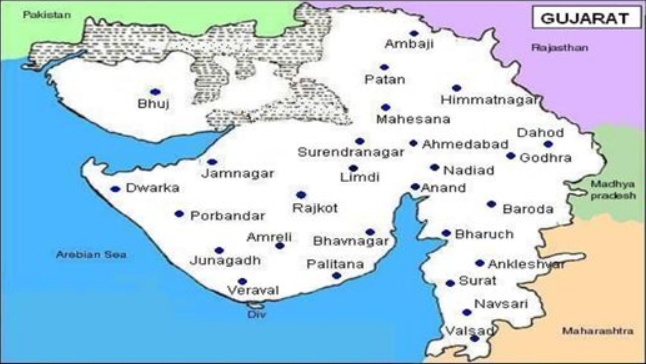 Pakistan
GUJARAT
Ambaji
Rajasthan
Patan
Bhuj
Himmatnagar
Mahesana
Dahod
Surendranagar
Ahmedabad
Godhra
Jamnagar
Limdi
Nadiad
Dwarka
Anand
Madhya
pradesh
Rajkot
Baroda
Porbandar
Amreli
Bhavnagar
Bharuch
Arebian Sea
Junagadh
Palitana
Ankleshvar
Veraval
Surat
Div
Navsari
Valsad
Maharashtra